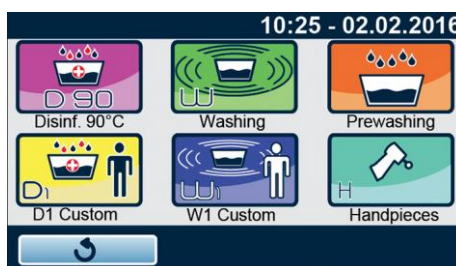 10:25 - 02.02.2016
D 90
W
Disinf. 90°C
Washing
Prewashing
D1
W1
H
D1 Custom
W1 Custom
Handpieces